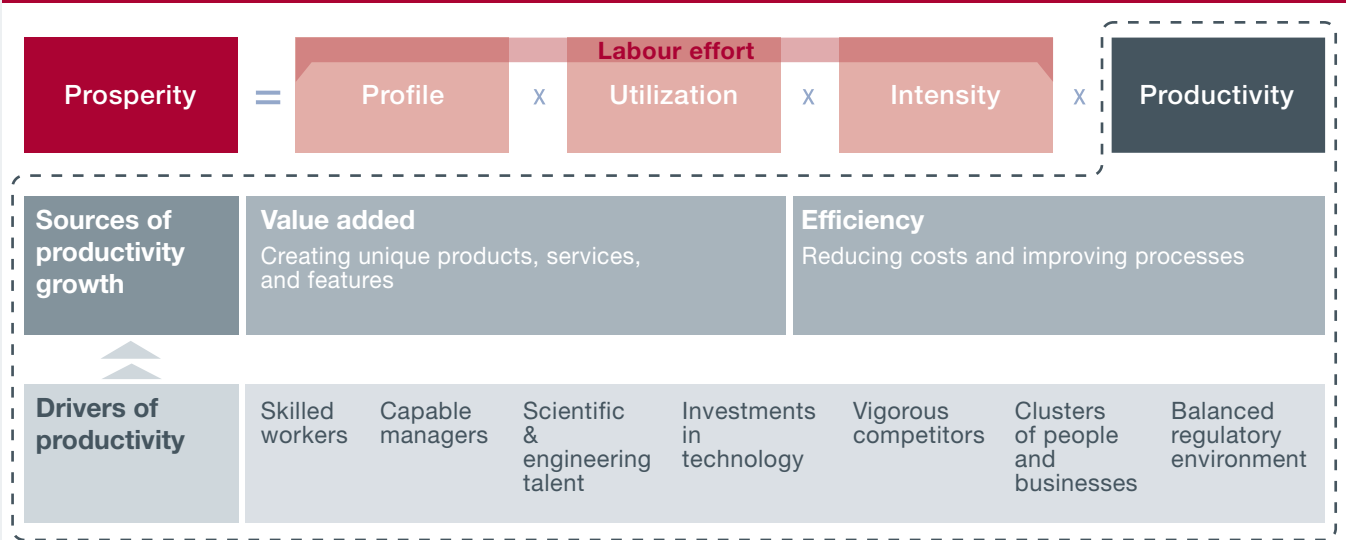 Labour effort
Prosperity = Profile x Utilization x Intensity x Productivity
Sources of
productivity
growth
Value added
Creating unique products, services,
and features
Efficiency
Reducing costs and improving processes
Drivers of
productivity
Skilled
workers
Capable
managers
Scientific
&
engineering
talent
Investments
in
technology
Vigorous
competitors
Clusters
of people
and
businesses
Balanced
regulatory
environment